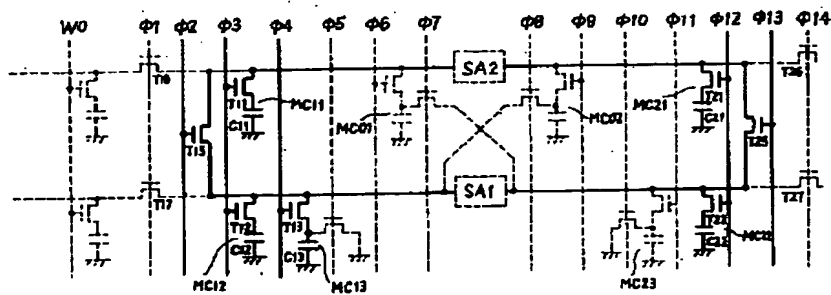 WΦ Φ1 Φ2 Φ3 Φ4 Φ5 Φ6 Φ7 Φ8 Φ9 Φ10 Φ11 Φ12 Φ13 Φ14
T16 SA2 T26
T11 MC11 MC21 T21
C11 MC01 MC02 C21
T15 T25
SA1
T17 T27
T12 T13 T22
C12 C13 C22 MC22
MC12 MC13 MC23